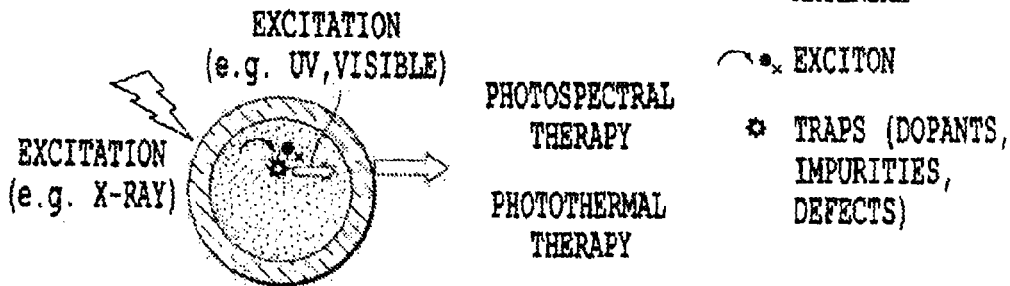 EXCITATION
(e.g. UV,VISIBLE)
EXCITATION
(e.g. X-RAY)
PHOTOSPECTRAL
THERAPY
PHOTOTHERMAL
THERAPY
EXCITON
TRAPS (DOPANTS,
IMPURITIES,
DEFECTS)